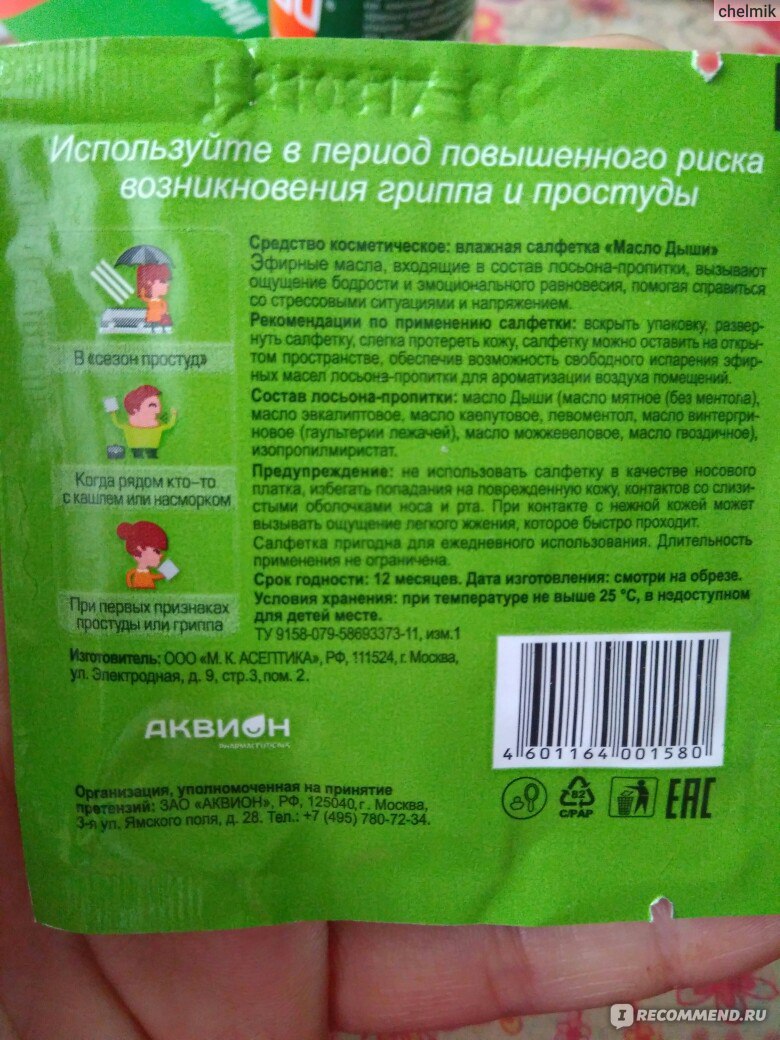 chelmik
Используйте в период повышенного риска
возникновения гриппа и простуды
Средство косметическое: влажная салфетка «Масло Дыши»
Эфирные масла, входящие в состав лосьона-пропитки, вызывают
ощущение бодрости и эмоционального равновесия, помогая справиться
со стрессовыми ситуациями и напряжением.
Рекомендации по применению салфетки: вскрыть упаковку, развер-
нуть салфетку, слегка протереть кожу, салфетку можно оставить на откры-
том пространстве, обеспечив возможность свободного испарения эфир-
ных масел лосьона-пропитки для ароматизации воздуха помещений.
Состав лосьона-пропитки: масло Дыши (масло мятное (без ментола),
масло эвкалиптовое, масло каепутовое, левоментол, масло винтергри-
новое (гаультерии лежачей), масло можжевеловое, масло гвоздичное),
изопропилмиристат.
Предупреждение: не использовать салфетку в качестве носового
платка, избегать попадания на поврежденную кожу, контактов со слизи-
стыми оболочками носа и рта. При контакте с нежной кожей может
вызывать ощущение легкого жжения, которое быстро проходит.
Салфетка пригодна для ежедневного использования. Длительность
применения не ограничена.
Срок годности: 12 месяцев. Дата изготовления: смотри на обрезе.
Условия хранения: при температуре не выше 25 °С, в недоступном
для детей месте.
ТУ 9158-079-58693373-11, изм.1
В «сезон простуд»
Когда рядом кто-то
с кашлем или насморком
При первых признаках
простуды или гриппа
Изготовитель: ООО «М. К. АСЕПТИКА», РФ, 111524, г. Москва,
ул. Электродная, д. 9, стр.3, пом. 2.
АКВИОН
PHARMACEUTICALS
Организация, уполномоченная на принятие
претензий: ЗАО «АКВИОН», РФ, 125040, г. Москва,
3-я ул. Ямского поля, д. 28. Тел.: +7 (495) 780-72-34.
4 601164 001580
82
C/PAP
EAC
I RECOMMEND.RU